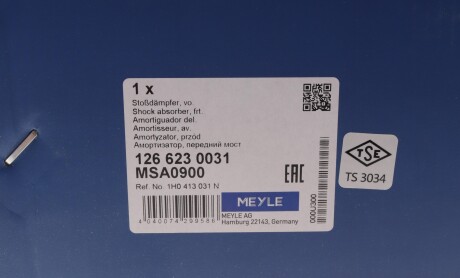 1 x
Stoßdämpfer, vo.
Shock absorber, frt.
Amortiguador del.
Amortisseur, av.
Amortyzator, przód
Амортизатор, передний мост
126 623 0031
MSA0900
EAC
Ref. No. 1H0 413 031 N
MEYLE
MEYLE AG
Hamburg 22143, Germany
TSE
TS 3034